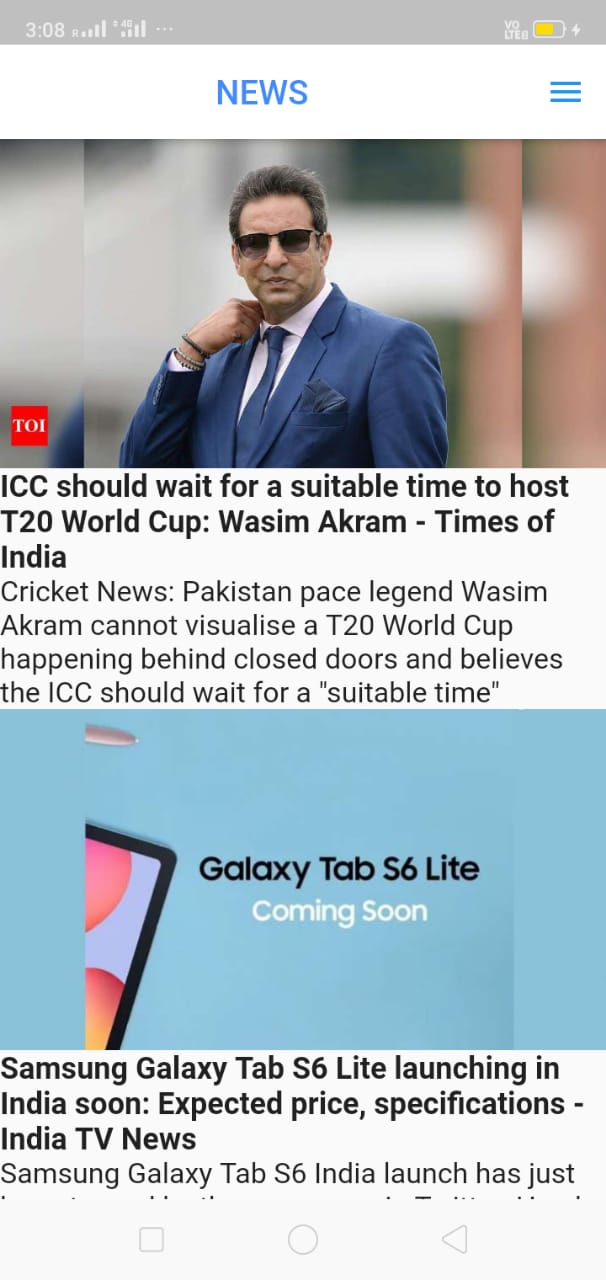 3:08 R 4G ... VO LTE
NEWS
TOI
ICC should wait for a suitable time to host
T20 World Cup: Wasim Akram - Times of
India
Cricket News: Pakistan pace legend Wasim
Akram cannot visualise a T20 World Cup
happening behind closed doors and believes
the ICC should wait for a "suitable time"
Galaxy Tab S6 Lite
Coming Soon
Samsung Galaxy Tab S6 Lite launching in
India soon: Expected price, specifications -
India TV News
Samsung Galaxy Tab S6 India launch has just